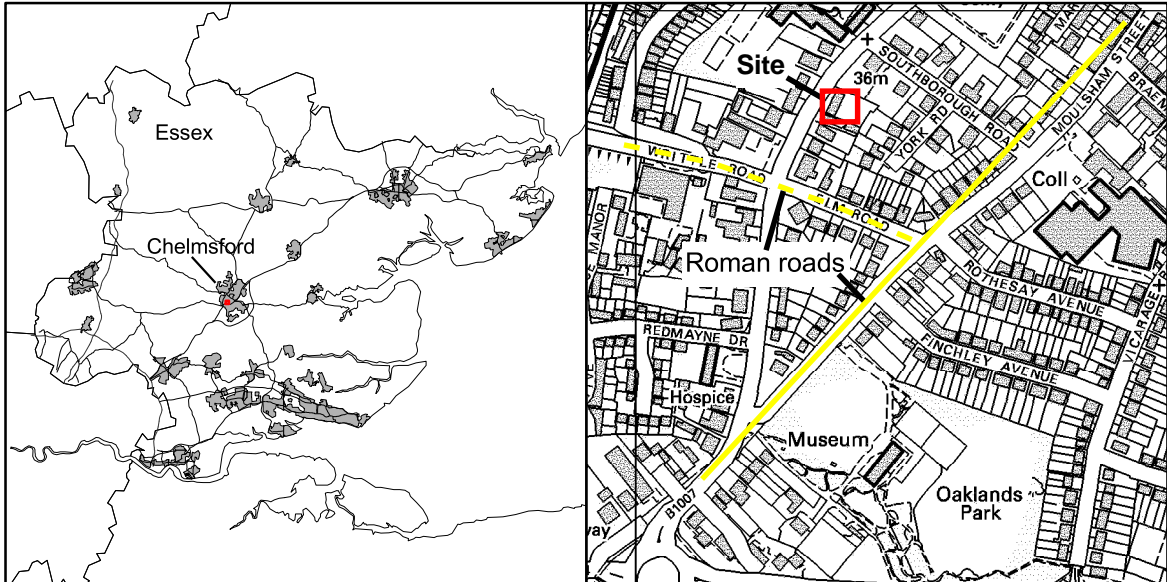 Essex
Chelmsford
Site
36m
SOUTHBOROUGH ROAD
YORK RD
MOULSHAM STREET
WRITTLE ROAD
ELM ROAD
Coll
Roman roads
ROTHESAY AVENUE
VICARAGE
REDMAYNE DR
FINCHLEY AVENUE
Hospice
Museum
Oaklands
Park
B1007
way
MANOR
BRAEM